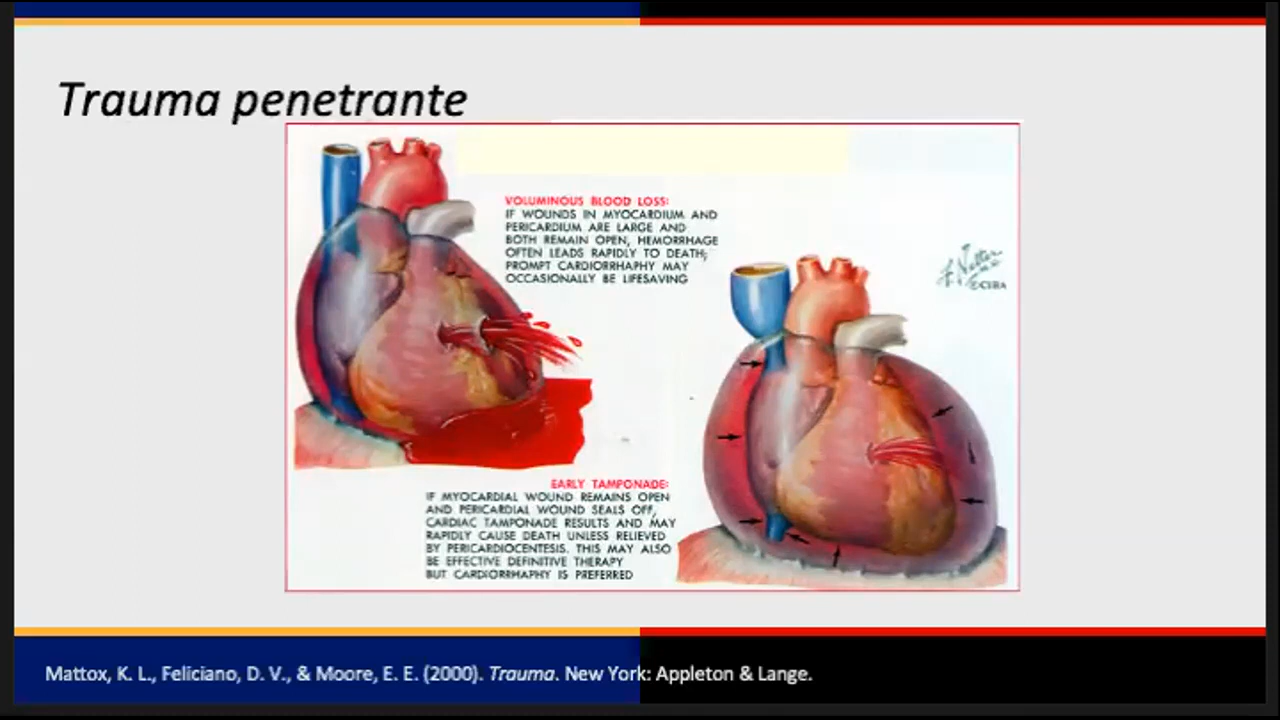 Trauma penetrante
VOLUMINOUS BLOOD LOSS:
IF WOUNDS IN MYOCARDIUM AND
PERICARDIUM ARE LARGE AND
BOTH REMAIN OPEN, HEMORRHAGE
OFTEN LEADS RAPIDLY TO DEATH;
PROMPT CARDIORRHAPHY MAY
OCCASIONALLY BE LIFESAVING
F. Netter
©CIBA
EARLY TAMPONADE:
IF MYOCARDIAL WOUND REMAINS OPEN
AND PERICARDIAL WOUND SEALS OFF,
CARDIAC TAMPONADE RESULTS AND MAY
RAPIDLY CAUSE DEATH UNLESS RELIEVED
BY PERICARDIOCENTESIS. THIS MAY ALSO
BE EFFECTIVE DEFINITIVE THERAPY
BUT CARDIORRHAPHY IS PREFERRED
Mattox, K. L., Feliciano, D. V., & Moore, E. E. (2000). Trauma. New York: Appleton & Lange.